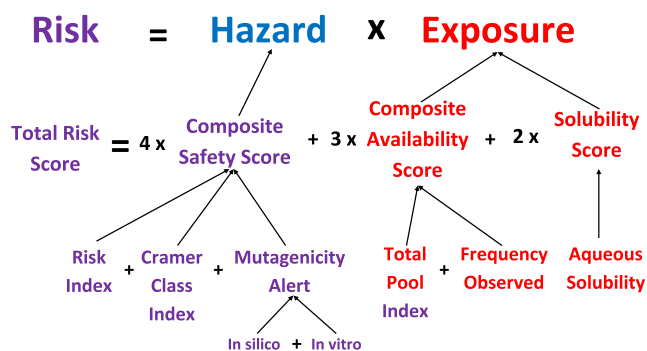 Risk = Hazard x Exposure
Total Risk
Score
= 4 x
Composite
Safety Score
+ 3 x
Composite
Availability
Score
+ 2 x
Solubility
Score
Risk
Index
+
Cramer
Class
Index
+
Mutagenicity
Alert
Total
Pool
Index
+
Frequency
Observed
Aqueous
Solubility
In silico + In vitro